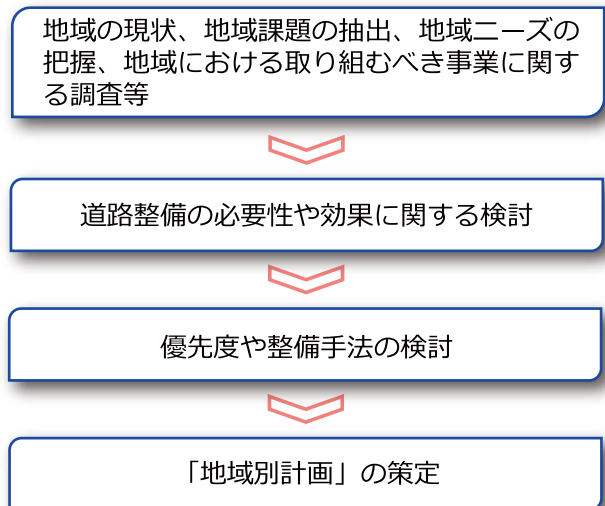 地域の現状、地域課題の抽出、地域ニーズの
把握、地域における取り組むべき事業に関す
る調査等
道路整備の必要性や効果に関する検討
優先度や整備手法の検討
「地域別計画」の策定